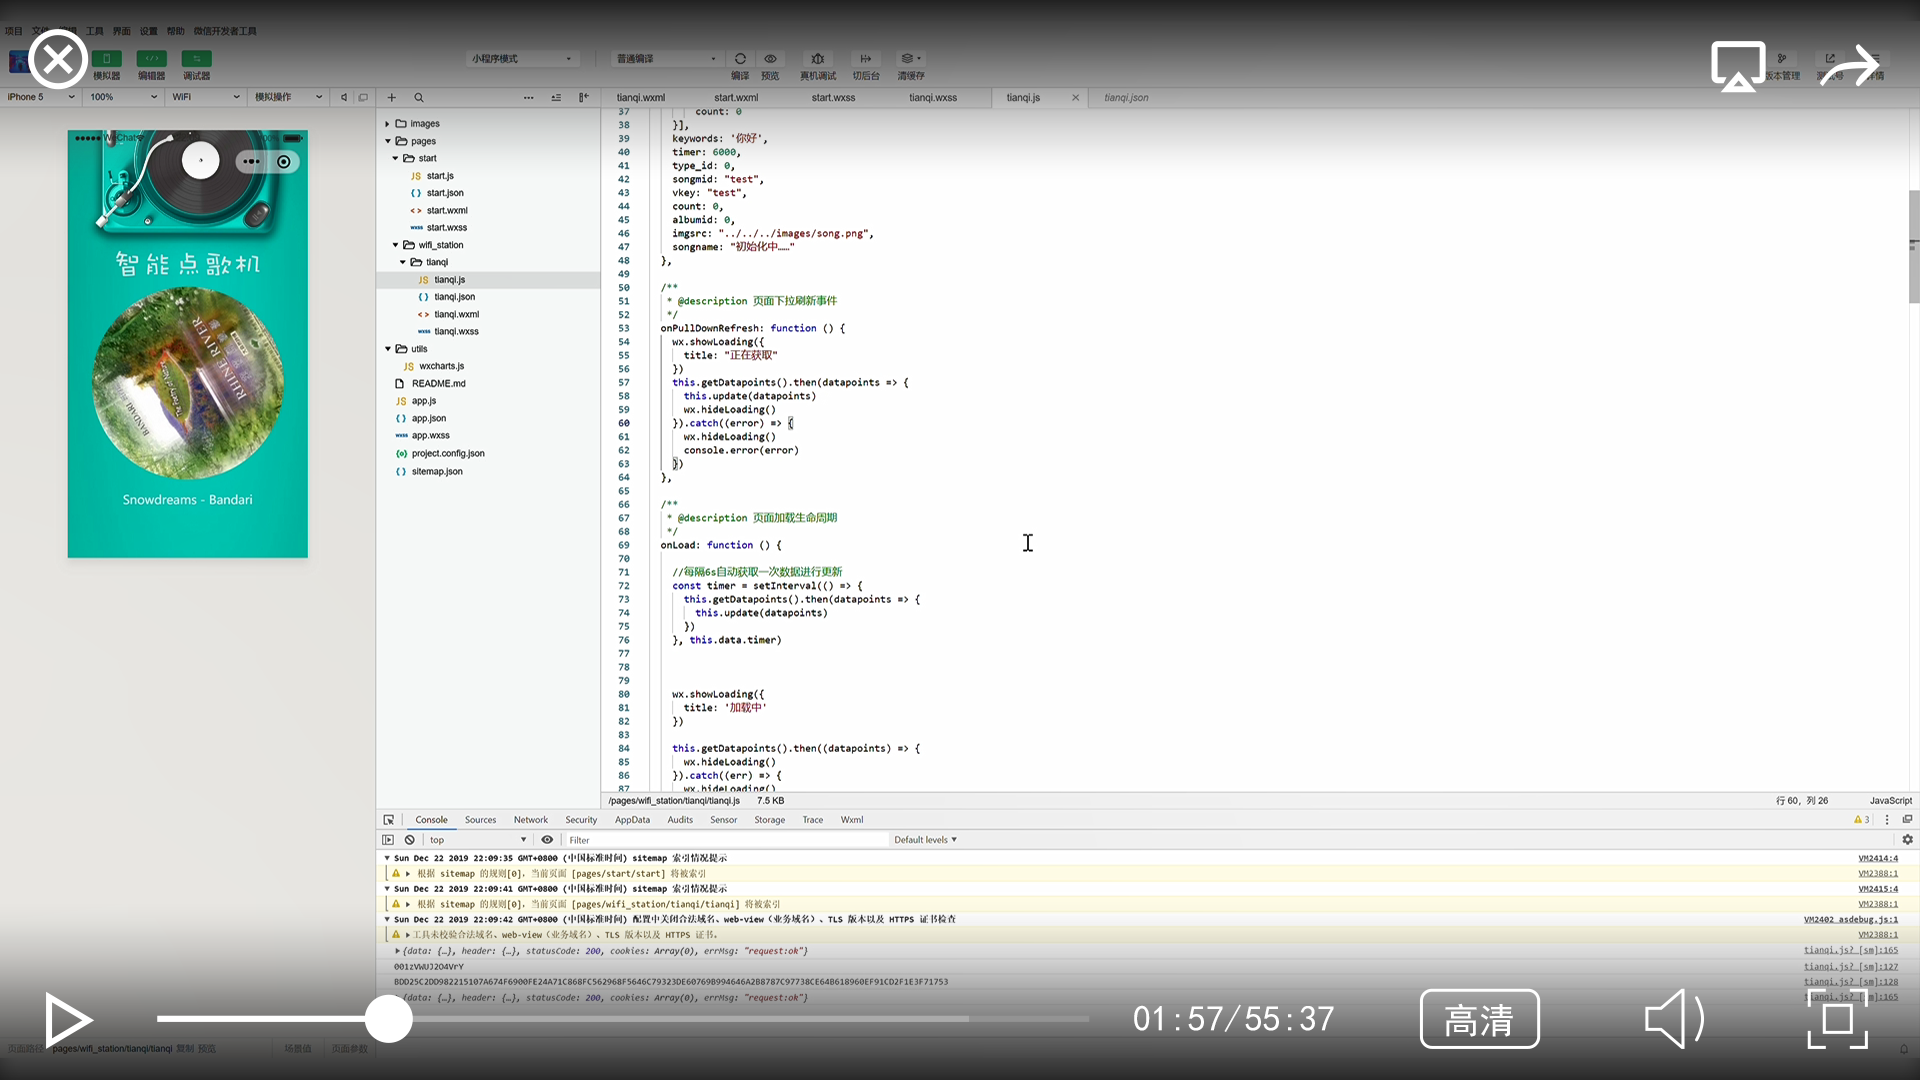 项目 文件 编辑 工具 界面 设置 帮助 微信开发者工具
模拟器 编辑器 调试器
小程序模式 普通编译
编译 预览 真机调试 切后台 清缓存 版本管理
iPhone 5 100% WiFi 模拟操作
tianqi.wxml start.wxml start.wxss tianqi.wxss tianqi.js tianqi.json
WeChat
智能点歌机
RHINE RIVER
BANDARI
Snowdreams - Bandari
images
pages
start
start.js
start.json
start.wxml
start.wxss
wifi_station
tianqi
tianqi.js
tianqi.json
tianqi.wxml
tianqi.wxss
utils
wxcharts.js
README.md
app.js
app.json
app.wxss
project.config.json
sitemap.json
37 count: 0
38 }],
39 keywords: '你好',
40 timer: 6000,
41 type_id: 0,
42 songmid: "test",
43 vkey: "test",
44 count: 0,
45 albumid: 0,
46 imgsrc: "../../../images/song.png",
47 songname: "初始化中……"
48 },
49
50 /**
51 * @description 页面下拉刷新事件
52 */
53 onPullDownRefresh: function () {
54 wx.showLoading({
55 title: "正在获取"
56 })
57 this.getDatapoints().then(datapoints => {
58 this.update(datapoints)
59 wx.hideLoading()
60 }).catch((error) => {
61 wx.hideLoading()
62 console.error(error)
63 })
64 },
65
66 /**
67 * @description 页面加载生命周期
68 */
69 onLoad: function () {
70
71 //每隔6s自动获取一次数据进行更新
72 const timer = setInterval(() => {
73 this.getDatapoints().then(datapoints => {
74 this.update(datapoints)
75 })
76 }, this.data.timer)
77
78
79
80 wx.showLoading({
81 title: '加载中'
82 })
83
84 this.getDatapoints().then((datapoints) => {
85 wx.hideLoading()
86 }).catch((err) => {
87 wx.hideLoading()
/pages/wifi_station/tianqi/tianqi.js 7.5 KB 行 60，列 26 JavaScript
Console Sources Network Security AppData Audits Sensor Storage Trace Wxml 3
top Filter Default levels
Sun Dec 22 2019 22:09:35 GMT+0800 (中国标准时间) sitemap 索引情况提示 VM2414:4
根据 sitemap 的规则[0]，当前页面 [pages/start/start] 将被索引 VM2388:1
Sun Dec 22 2019 22:09:41 GMT+0800 (中国标准时间) sitemap 索引情况提示 VM2415:4
根据 sitemap 的规则[0]，当前页面 [pages/wifi_station/tianqi/tianqi] 将被索引 VM2388:1
Sun Dec 22 2019 22:09:42 GMT+0800 (中国标准时间) 配置中关闭合法域名、web-view（业务域名）、TLS 版本以及 HTTPS 证书检查 VM2402 asdebug.js:1
工具未校验合法域名、web-view（业务域名）、TLS 版本以及 HTTPS 证书。 VM2388:1
{data: {…}, header: {…}, statusCode: 200, cookies: Array(0), errMsg: "request:ok"} tianqi.js? [sm]:165
001zVWUJ2O4VrY tianqi.js? [sm]:127
BDD25C2DD982215107A674F6900FE24A71C868FC562968F5646C79323DE60769B994646A2B8787C97738CE64B618960EF91CD2F1E3F71753 tianqi.js? [sm]:128
{data: {…}, header: {…}, statusCode: 200, cookies: Array(0), errMsg: "request:ok"} tianqi.js? [sm]:165
01:57/55:37 高清
页面路径 pages/wifi_station/tianqi/tianqi 复制 预览 场景值 页面参数